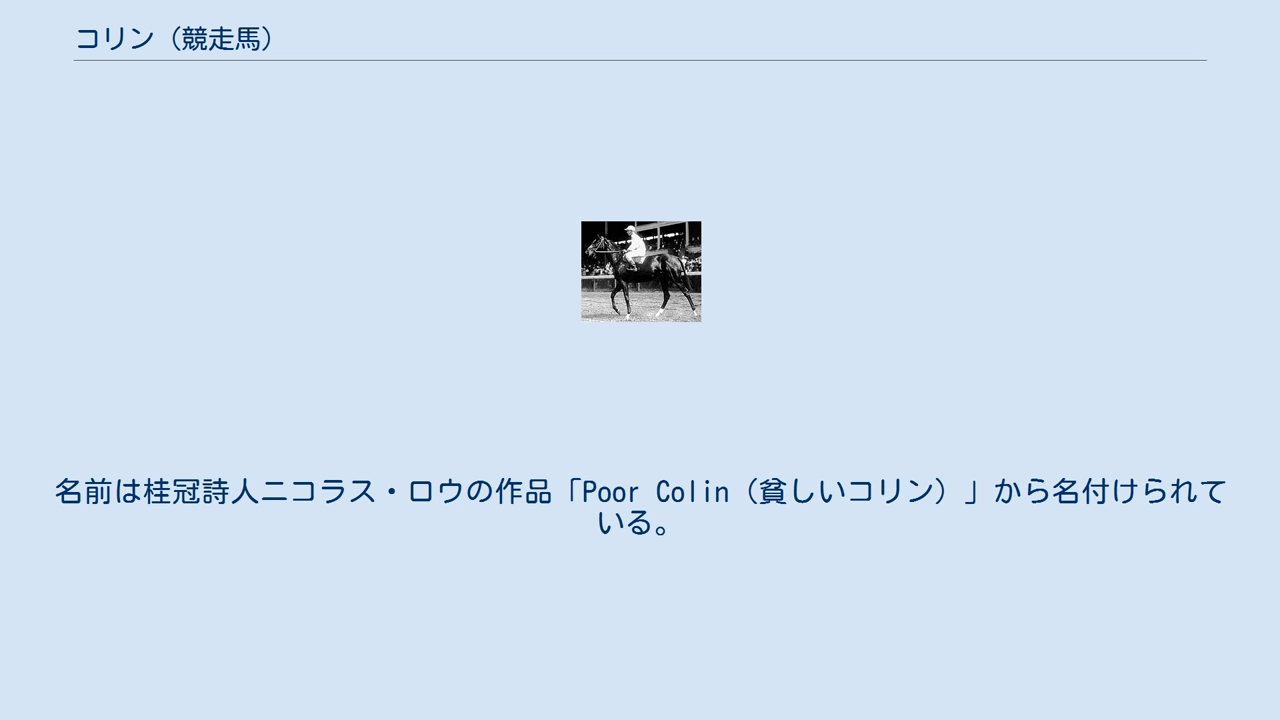 コリン（競走馬）
名前は桂冠詩人ニコラス・ロウの作品「Poor Colin（貧しいコリン）」から名付けられて
いる。